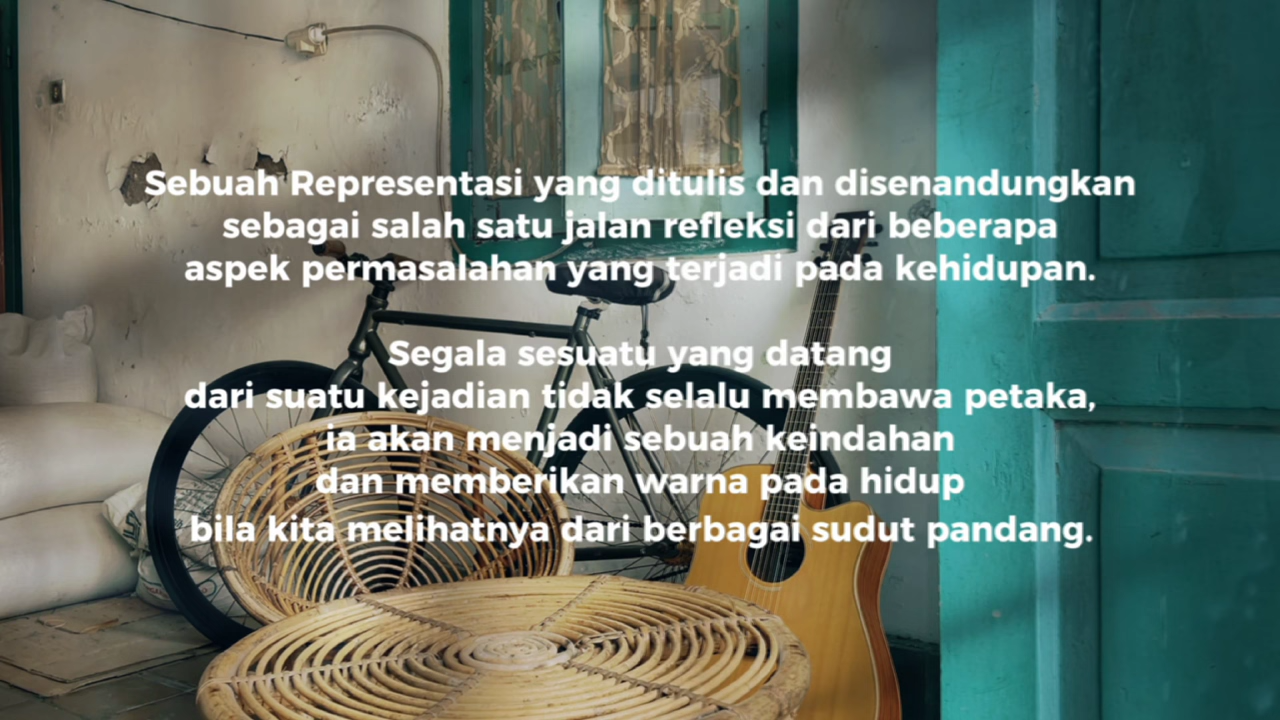 Sebuah Representasi yang ditulis dan disenandungkan
sebagai salah satu jalan refleksi dari beberapa
aspek permasalahan yang terjadi pada kehidupan.
Segala sesuatu yang datang
dari suatu kejadian tidak selalu membawa petaka,
ia akan menjadi sebuah keindahan
dan memberikan warna pada hidup
bila kita melihatnya dari berbagai sudut pandang.